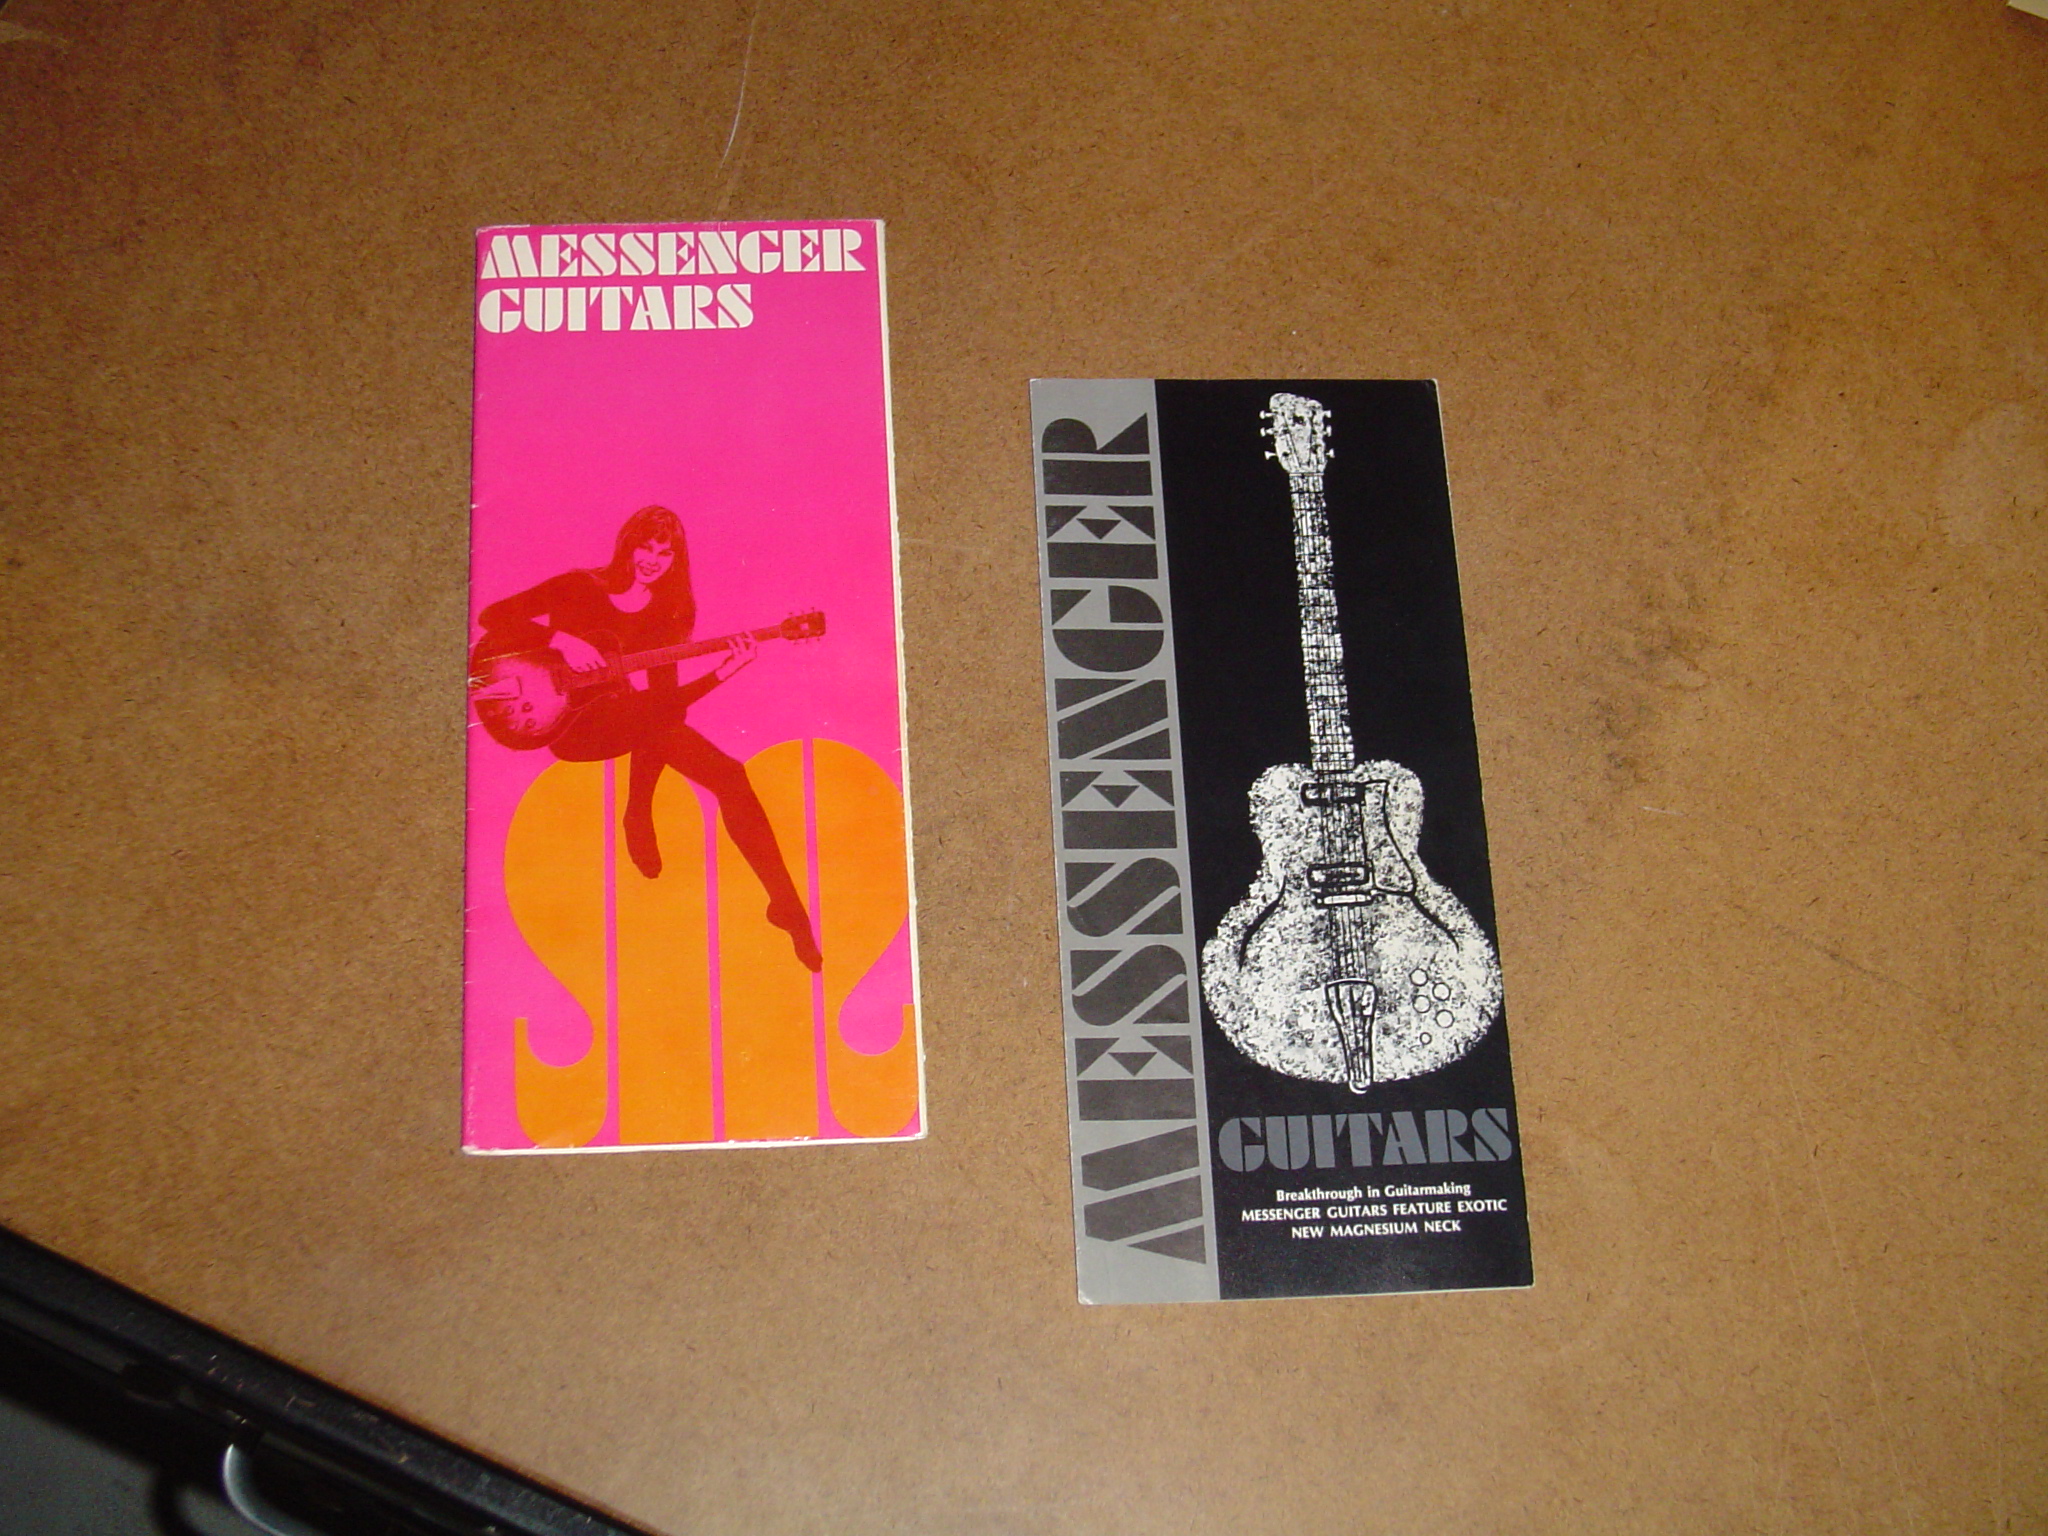 MESSENGER
GUITARS
MESSENGER
GUITARS
Breakthrough in Guitarmaking
MESSENGER GUITARS FEATURE EXOTIC
NEW MAGNESIUM NECK